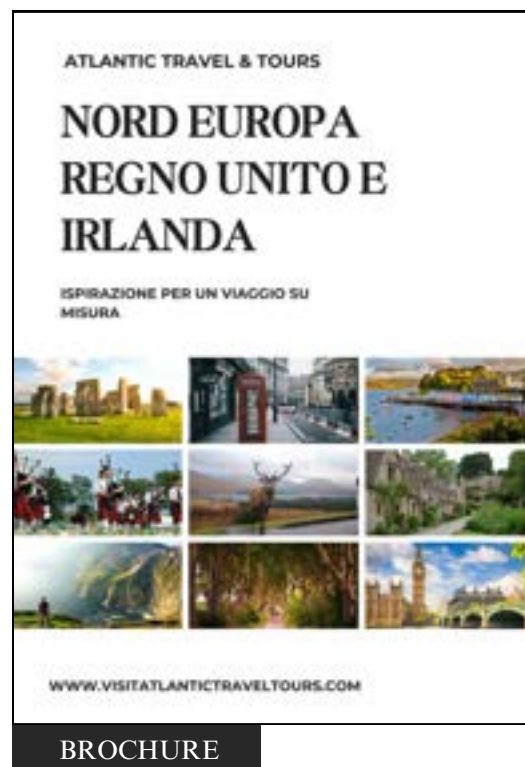 ATLANTIC TRAVEL & TOURS
NORD EUROPA
REGNO UNITO E
IRLANDA
ISPIRAZIONE PER UN VIAGGIO SU
MISURA
WWW.VISITATLANTICTRAVELTOURS.COM
BROCHURE